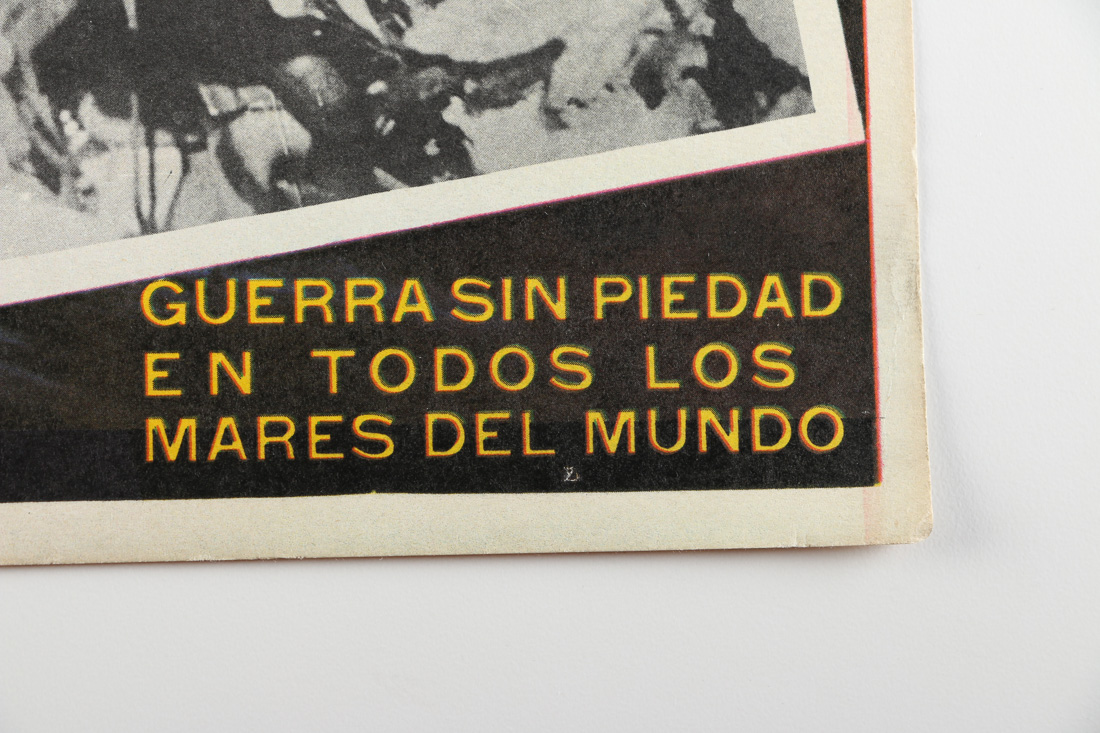 GUERRA SIN PIEDAD
EN TODOS LOS
MARES DEL MUNDO